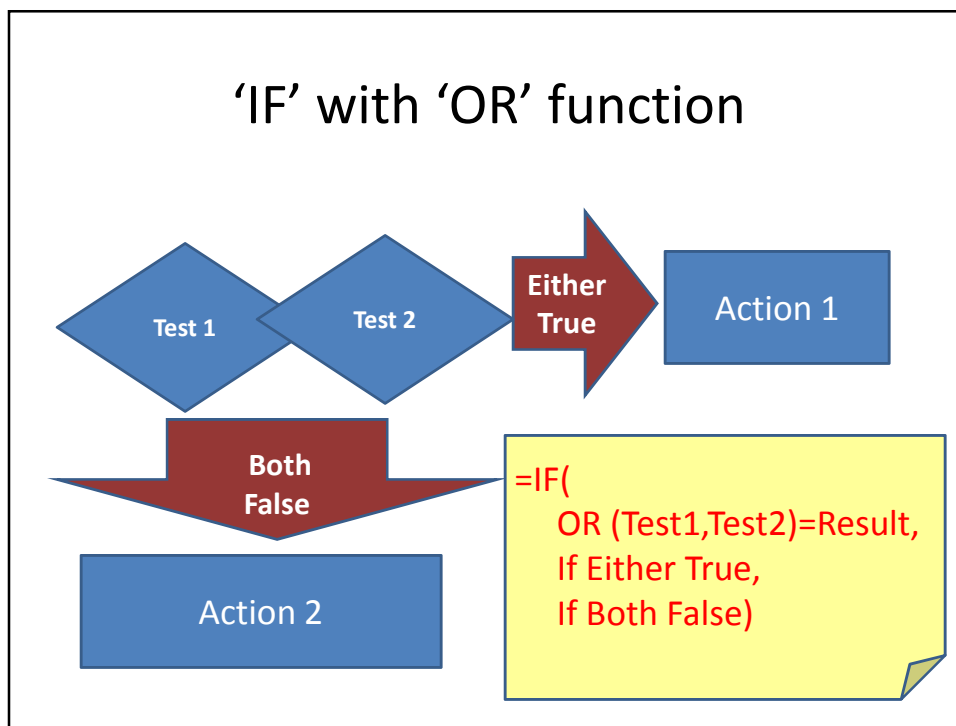 ‘IF’ with ‘OR’ function
Test 1
Test 2
Either
True
Action 1
Both
False
Action 2
=IF(
OR (Test1,Test2)=Result,
If Either True,
If Both False)